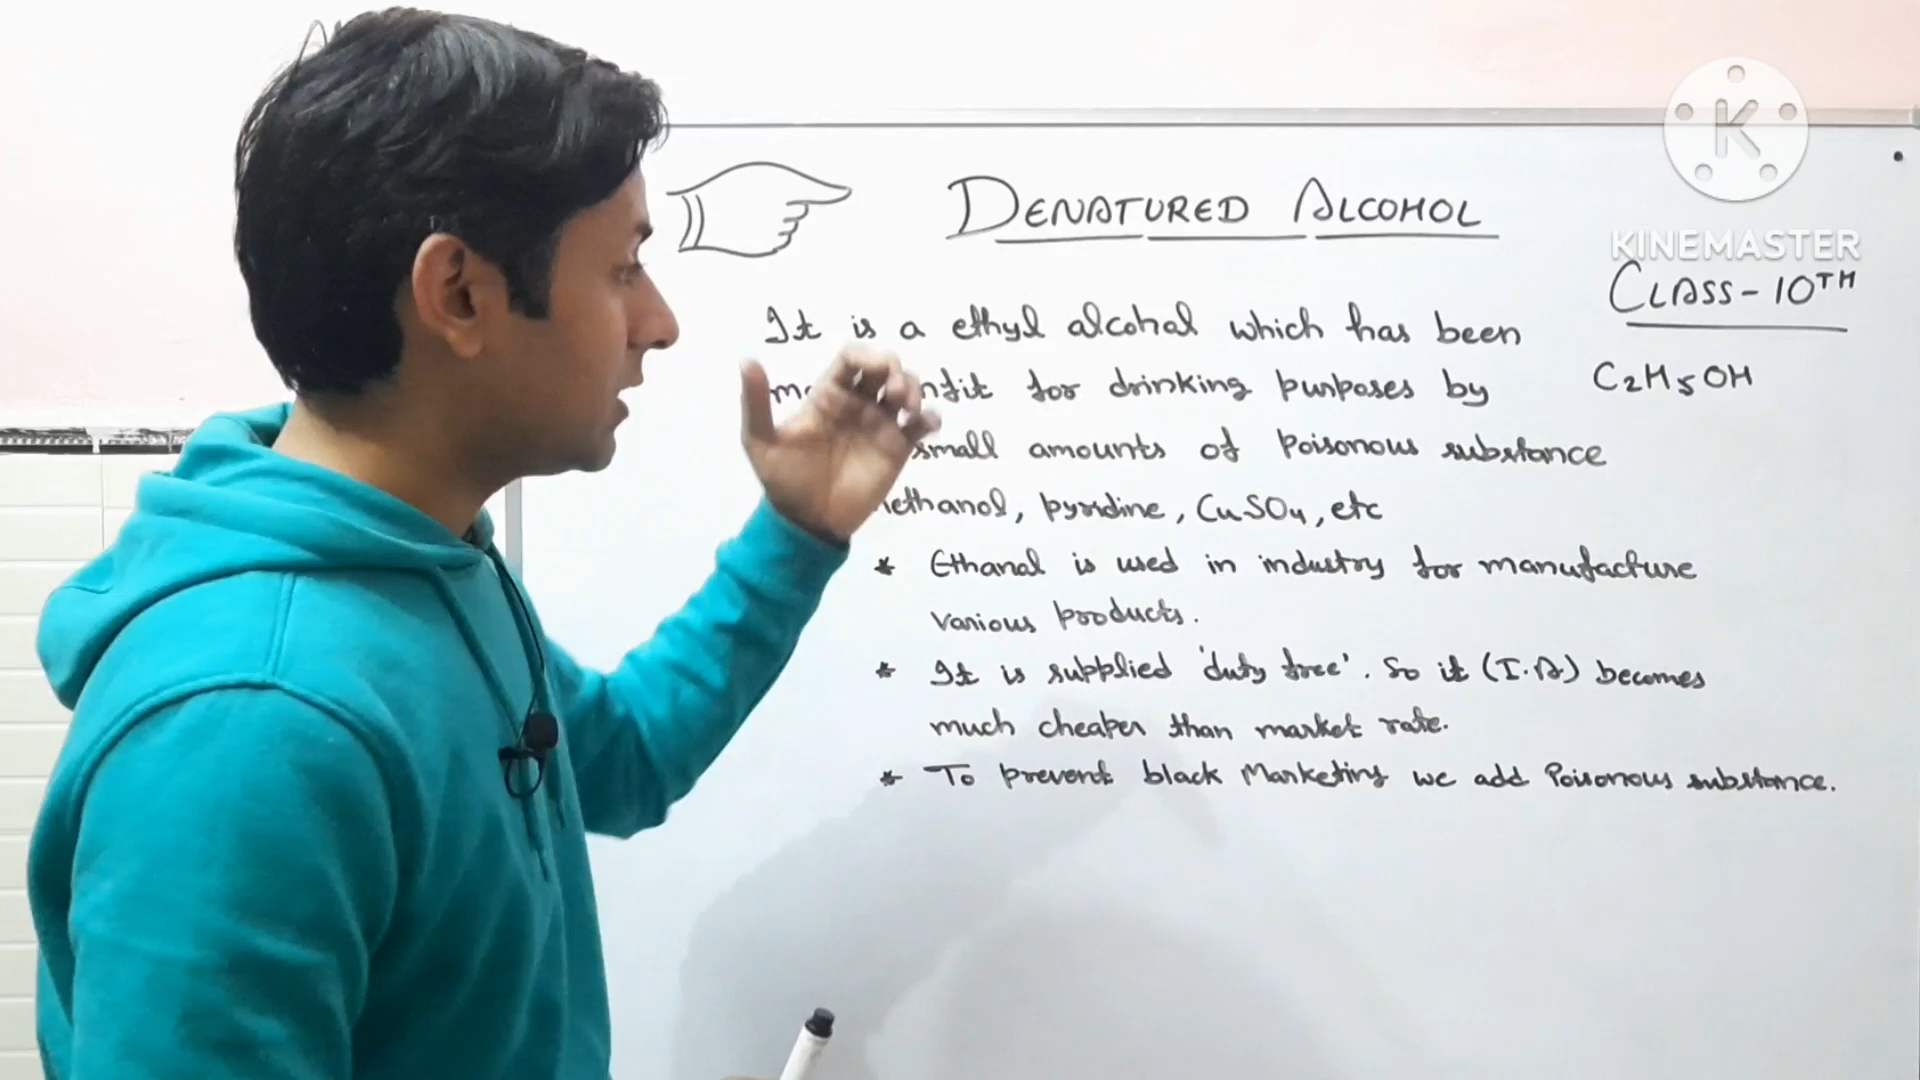 DENATURED ALCOHOL
K
KINEMASTER
CLASS-10TH
It is a ethyl alcohol which has been
for drinking purposes by
C2H5OH
small amounts of poisonous substance
methanol, pyridine, CuSO4, etc
* Ethanol is used in industry for manufacture
various products.
* It is supplied 'duty free'. So it (I.A) becomes
much cheaper than market rate.
* To prevent black Marketing we add Poisonous substance.